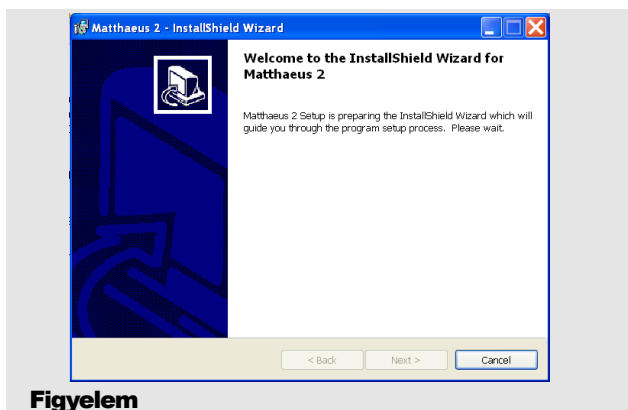 Matthaeus 2 - InstallShield Wizard
Welcome to the InstallShield Wizard for
Matthaeus 2
Matthaeus 2 Setup is preparing the InstallShield Wizard which will
guide you through the program setup process. Please wait.
< Back Next > Cancel
Figyelem